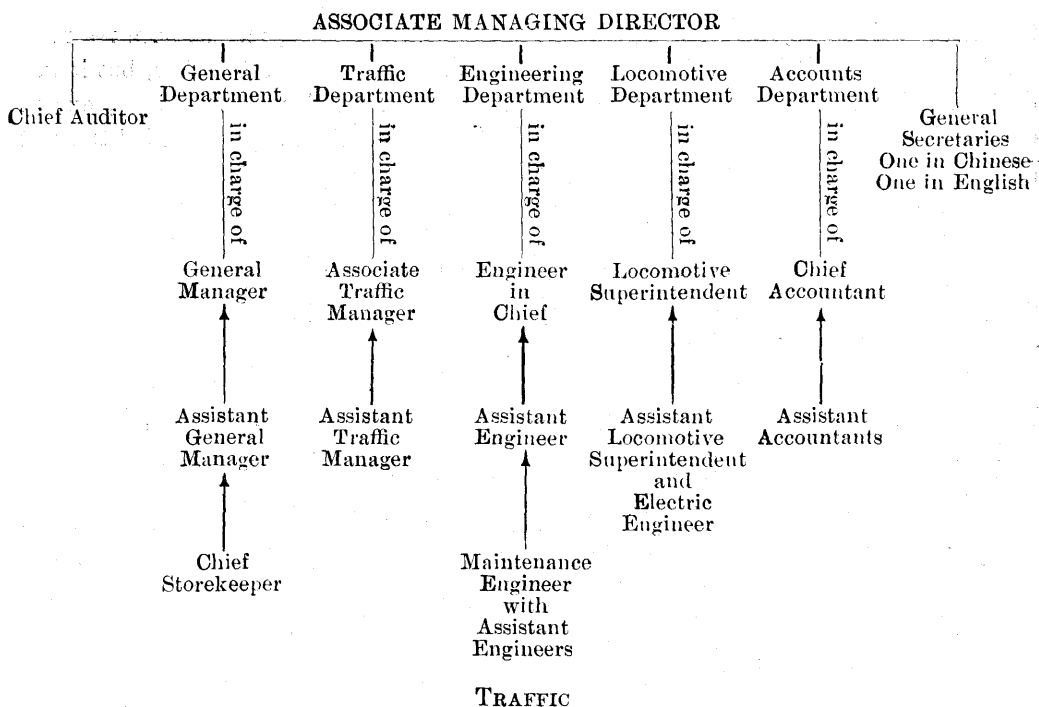 ASSOCIATE MANAGING DIRECTOR
Chief Auditor
General
Department
in charge of
General
Manager
Assistant
General
Manager
Chief
Storekeeper
Traffic
Department
in charge of
Associate
Traffic
Manager
Assistant
Traffic
Manager
Engineering
Department
in charge of
Engineer
in
Chief
Assistant
Engineer
Maintenance
Engineer
with
Assistant
Engineers
Locomotive
Department
in charge of
Locomotive
Superintendent
Assistant
Locomotive
Superintendent
and
Electric
Engineer
Accounts
Department
in charge of
Chief
Accountant
Assistant
Accountants
General
Secretaries
One in Chinese
One in English
TRAFFIC